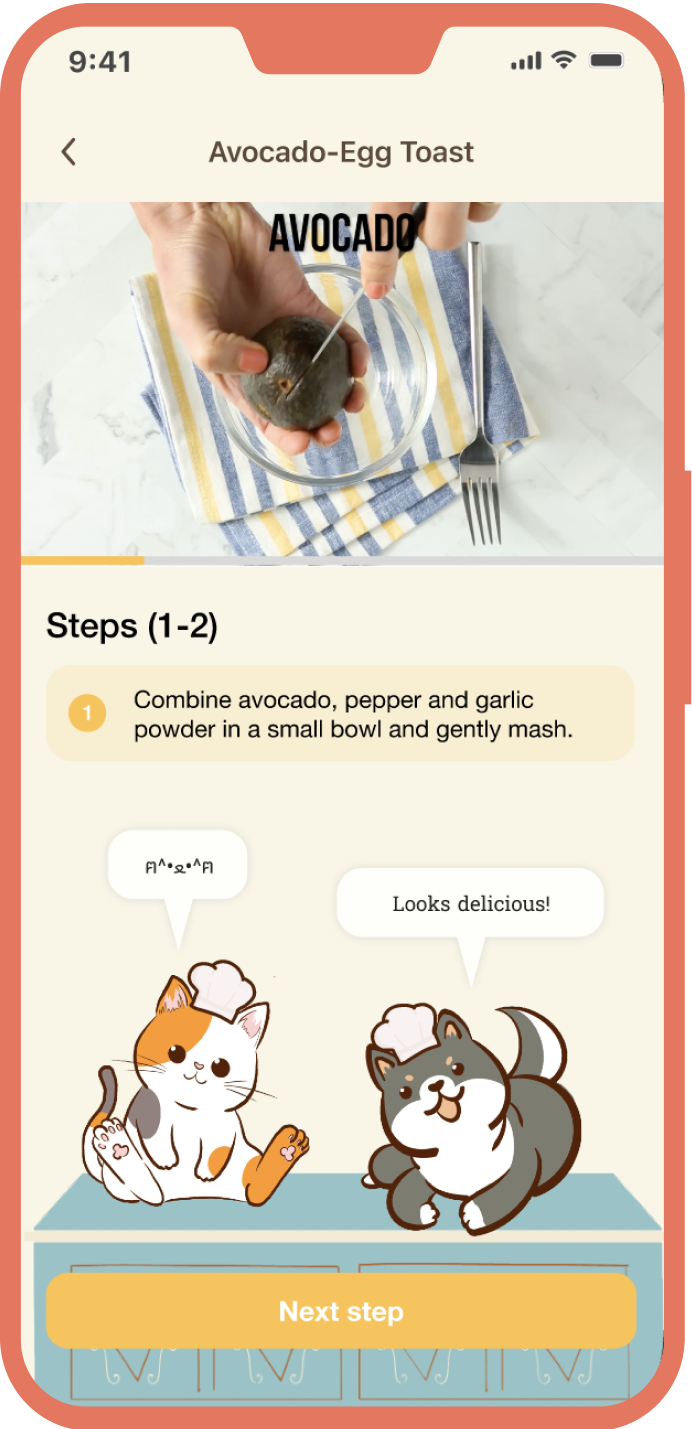 9:41
Avocado-Egg Toast
AVOCADO
Steps (1-2)
1
Combine avocado, pepper and garlic
powder in a small bowl and gently mash.
ฅ^•ﻌ•^ฅ
Looks delicious!
Next step